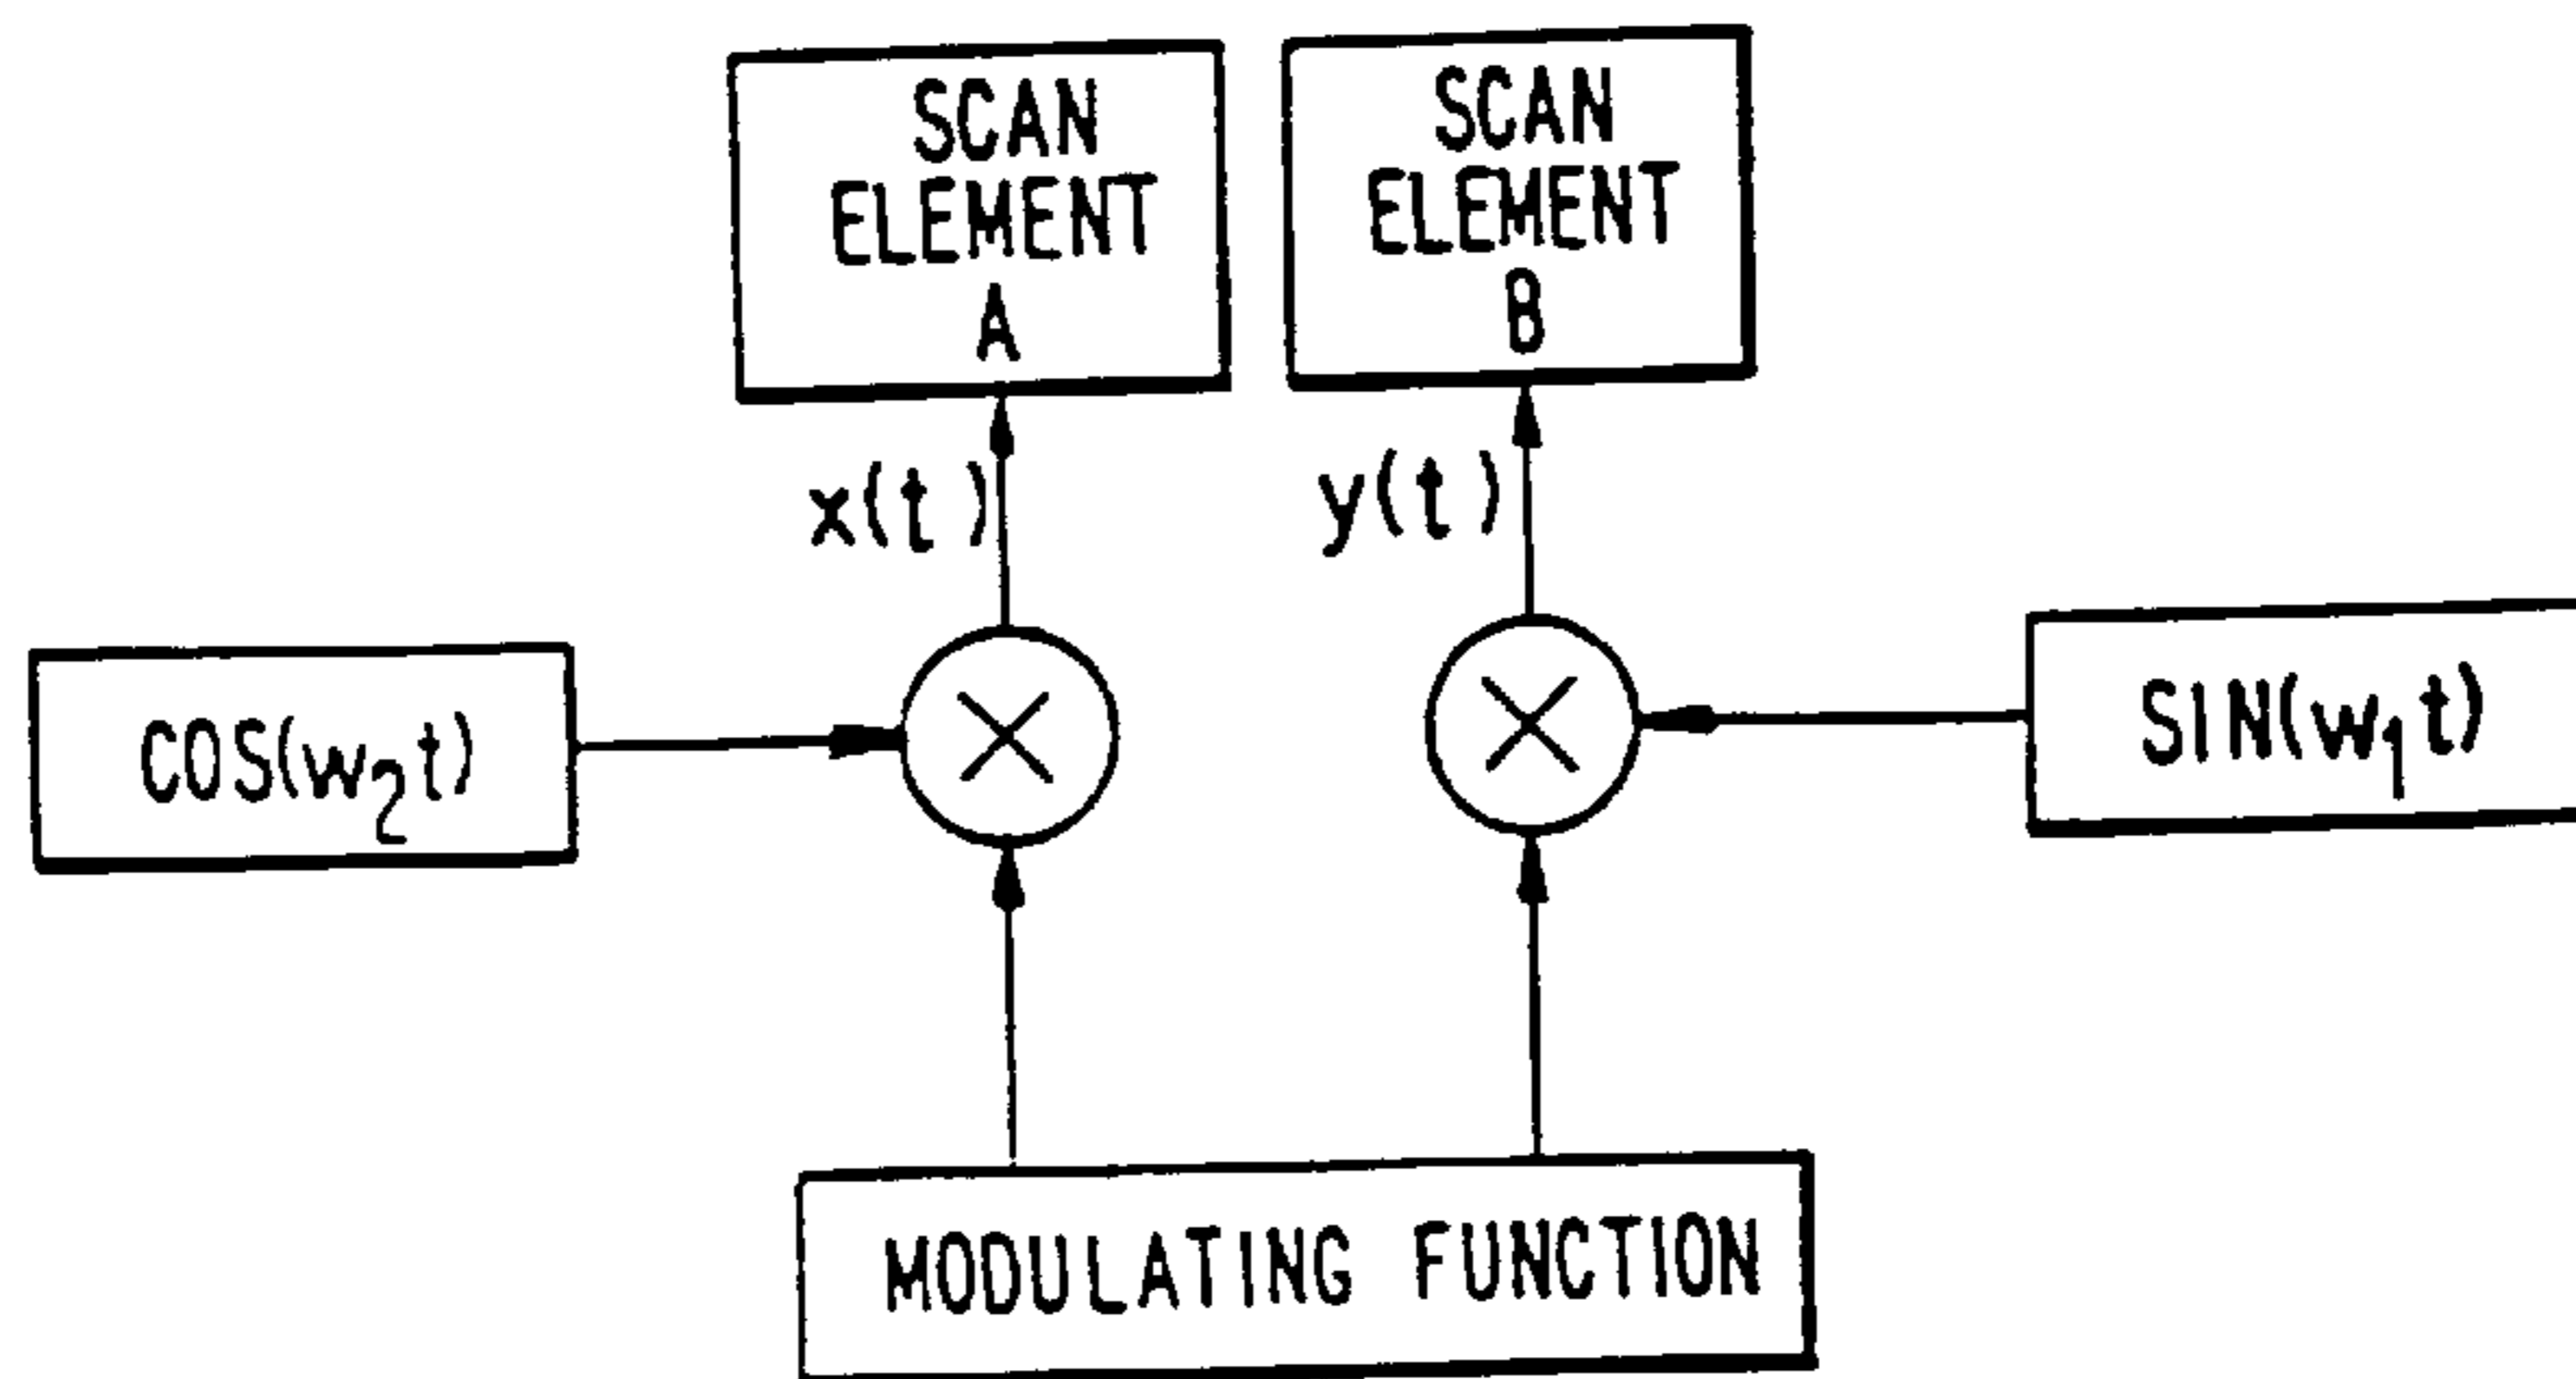 SCAN
ELEMENT
A
SCAN
ELEMENT
B
x(t)
y(t)
COS(w₂t)
SIN(w₁t)
MODULATING FUNCTION